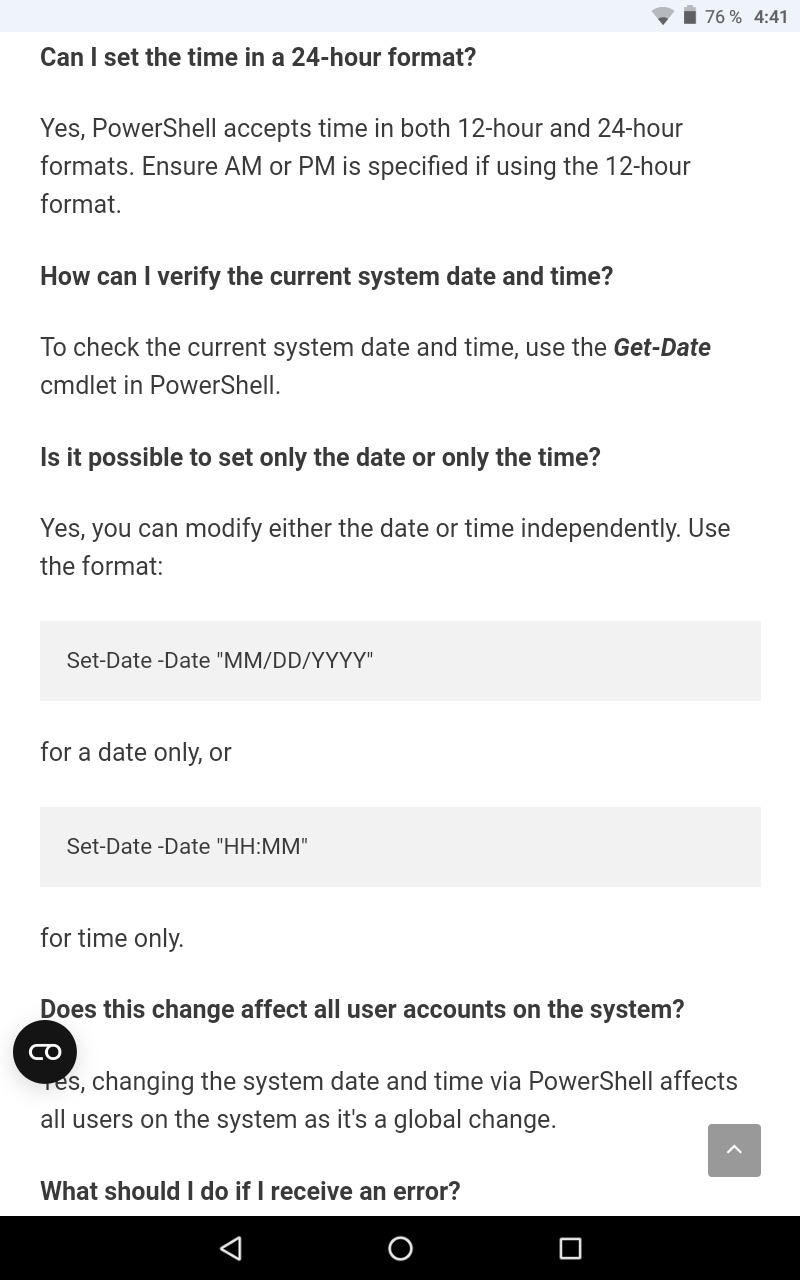 76 % 4:41
Can I set the time in a 24-hour format?
Yes, PowerShell accepts time in both 12-hour and 24-hour
formats. Ensure AM or PM is specified if using the 12-hour
format.
How can I verify the current system date and time?
To check the current system date and time, use the Get-Date
cmdlet in PowerShell.
Is it possible to set only the date or only the time?
Yes, you can modify either the date or time independently. Use
the format:
Set-Date -Date "MM/DD/YYYY"
for a date only, or
Set-Date -Date "HH:MM"
for time only.
Does this change affect all user accounts on the system?
Yes, changing the system date and time via PowerShell affects
all users on the system as it's a global change.
What should I do if I receive an error?